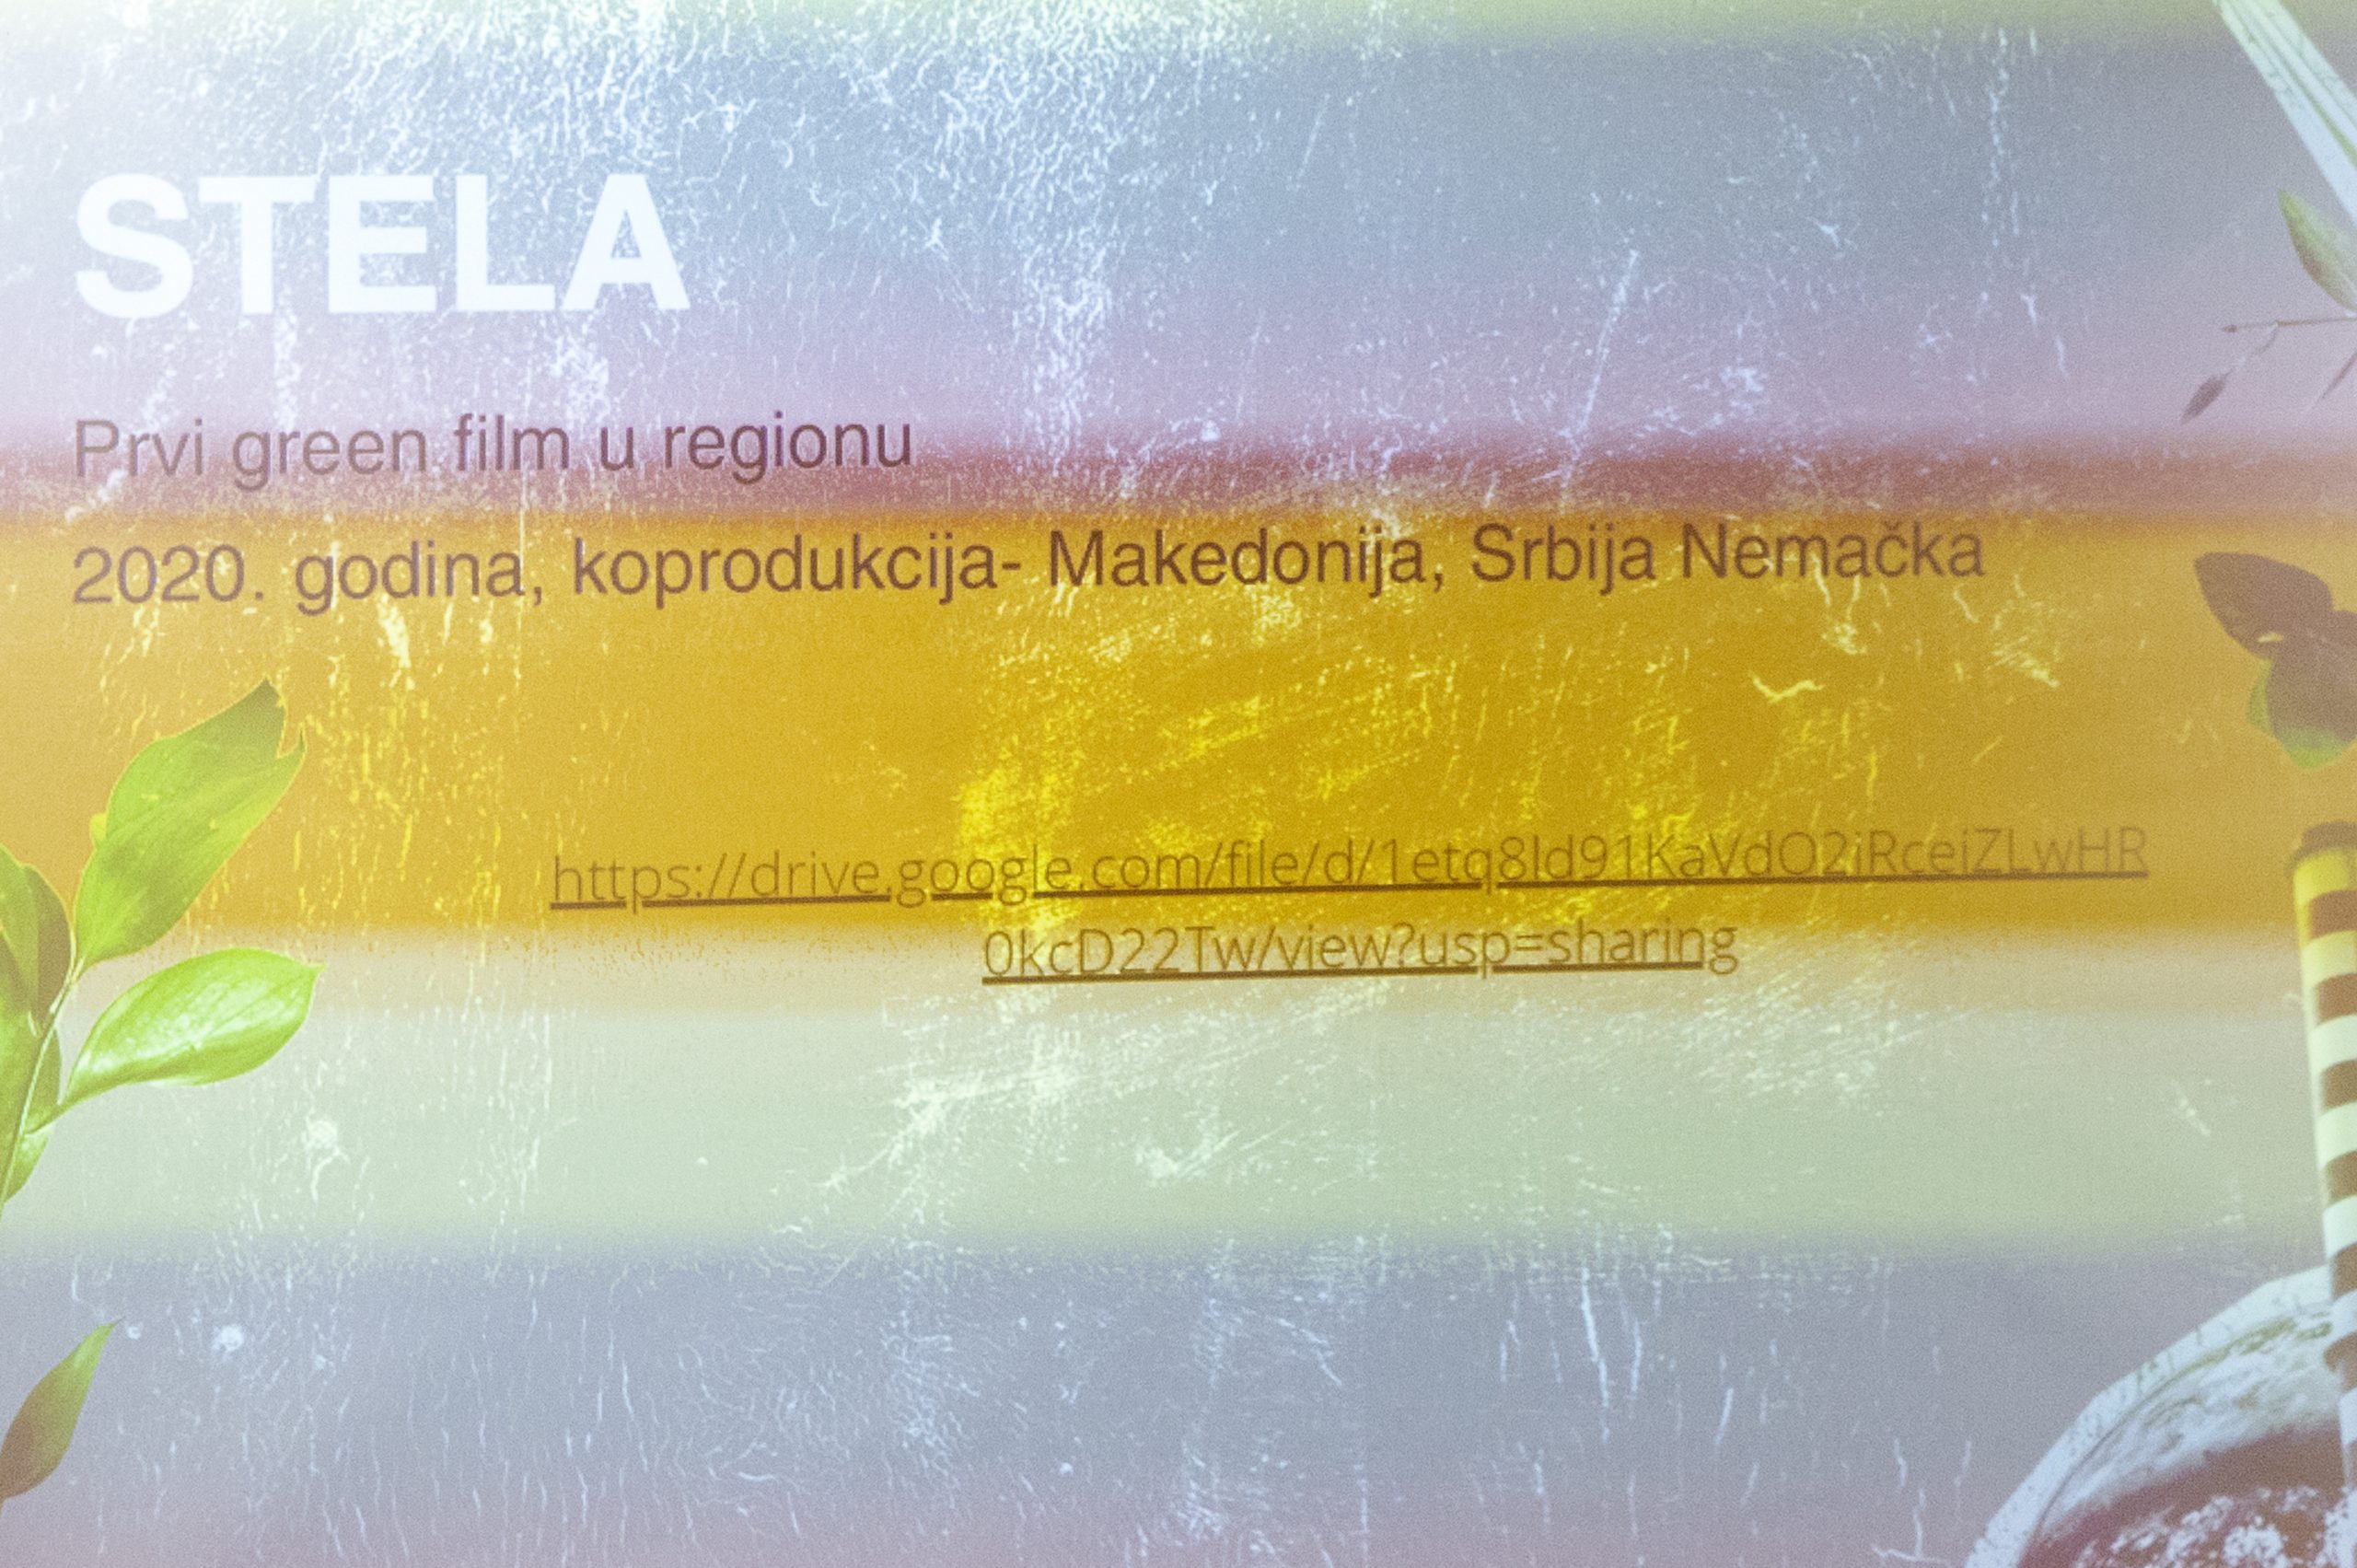 STELA
Prvi green film u regionu
2020. godina, koprodukcija- Makedonija, Srbija Nemačka
https://drive.google.com/file/d/1etq8Id91KaVdO2iRceiZLwHR
0kcD22Tw/view?usp=sharing